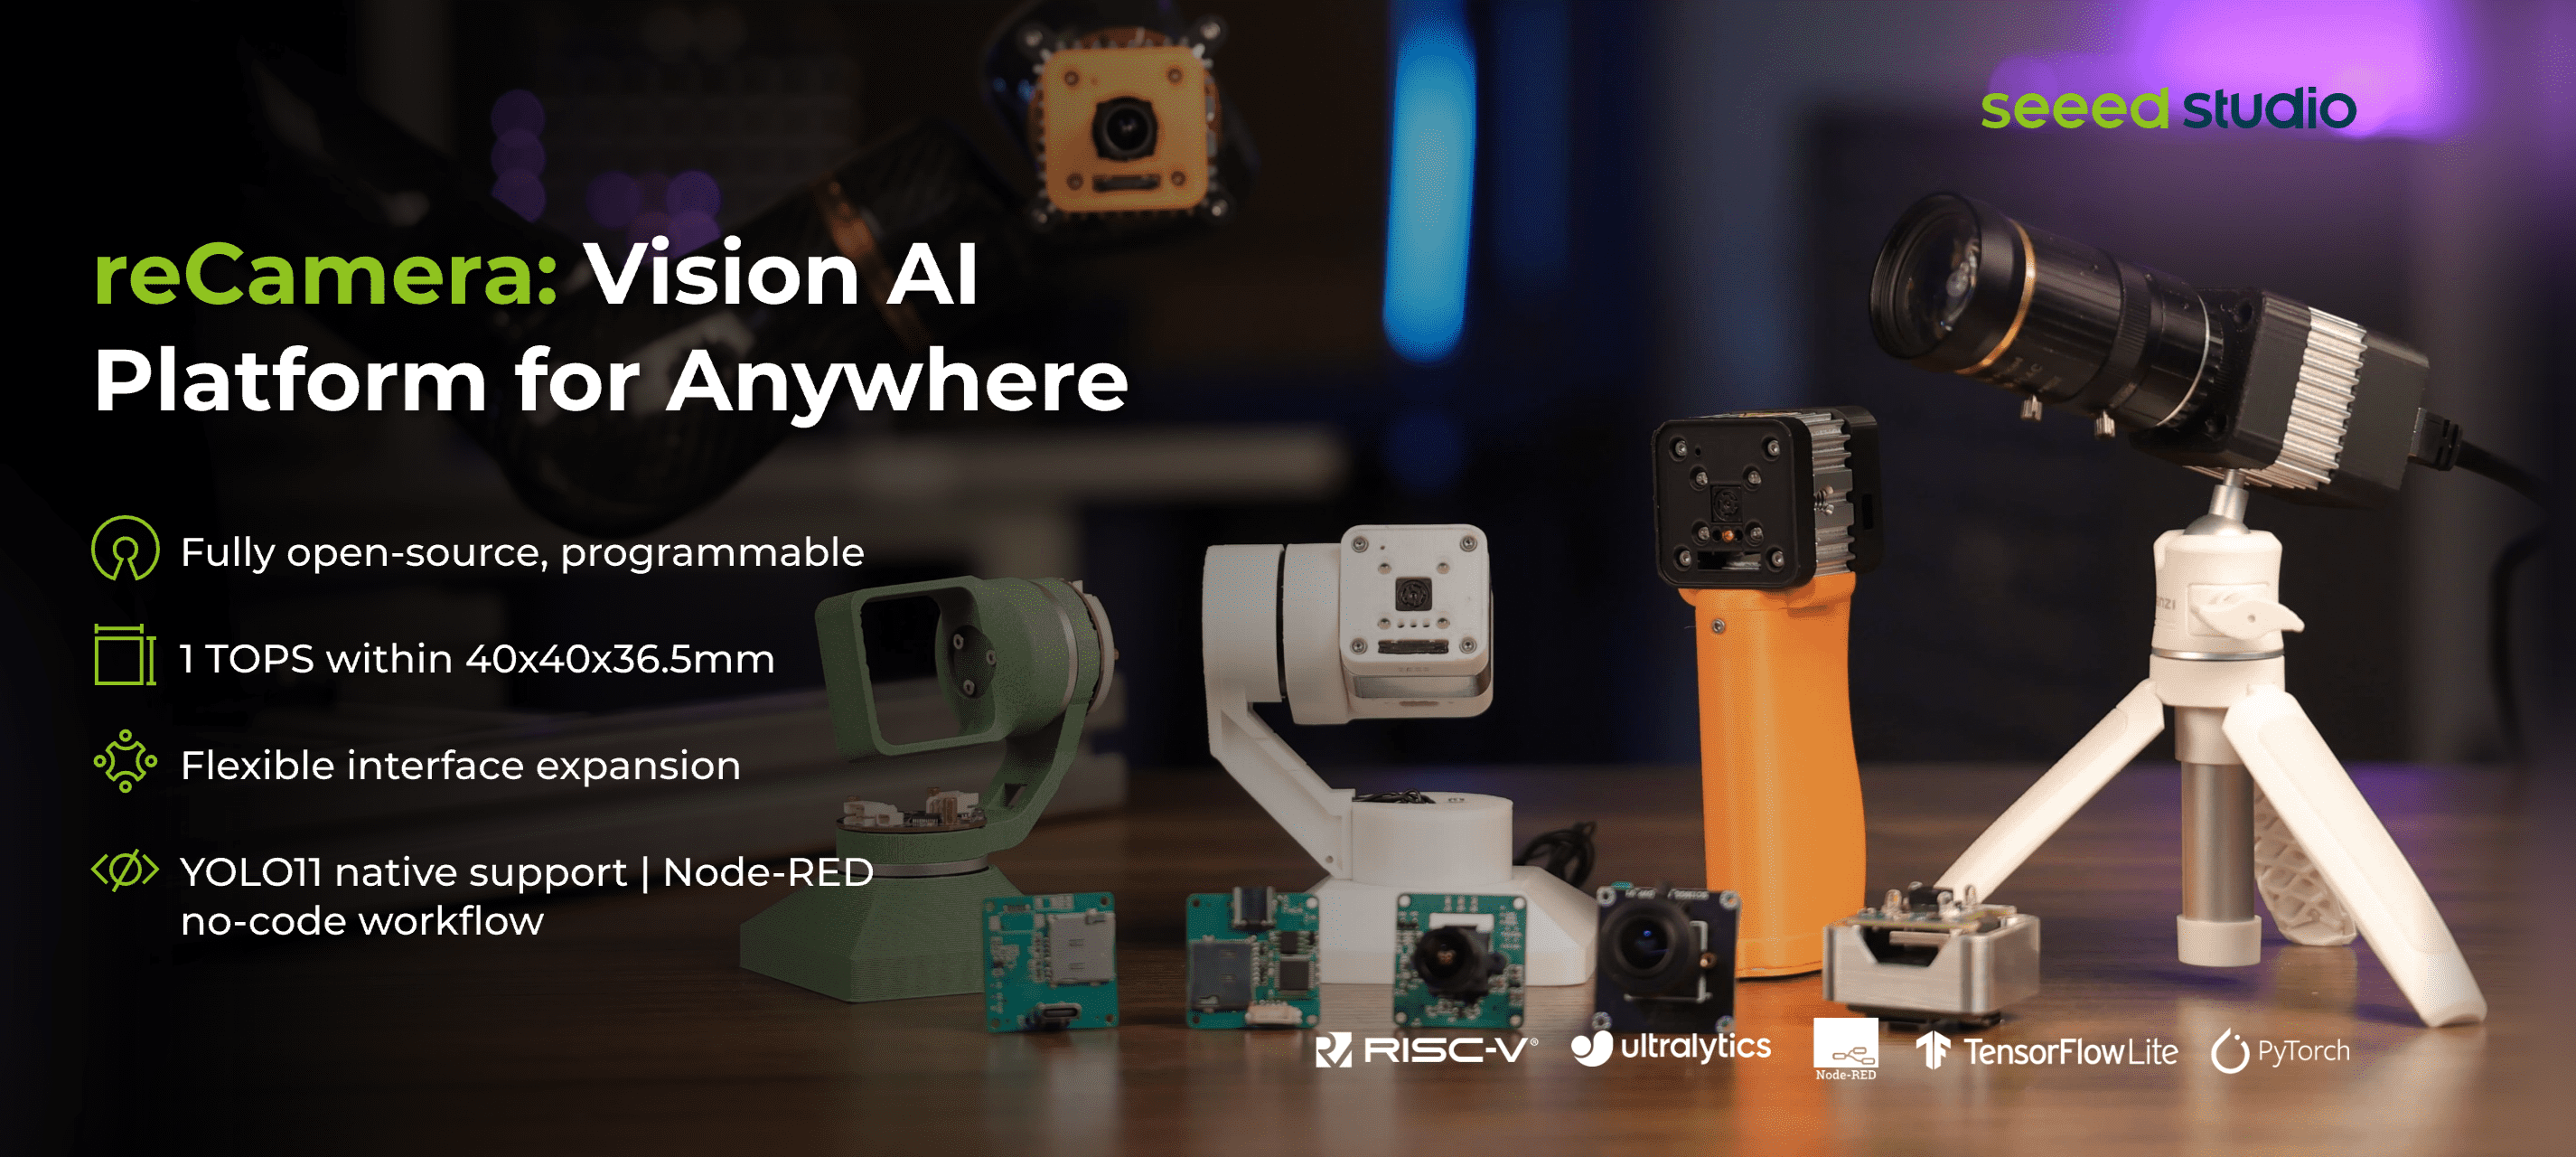 seeed studio
reCamera: Vision AI
Platform for Anywhere
Fully open-source, programmable
1 TOPS within 40x40x36.5mm
Flexible interface expansion
YOLO11 native support | Node-RED
no-code workflow
RISC-V®
ultralytics
Node-RED
TensorFlow Lite
PyTorch